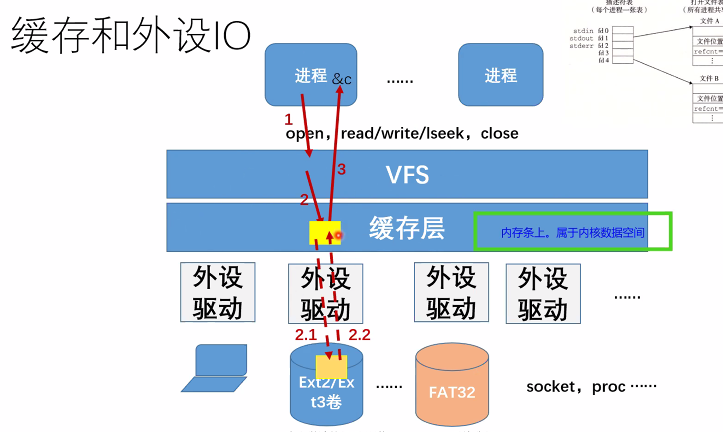 缓存和外设IO
描述符表
(每个进程一张表)
打开文件表
(所有进程共享
stdin fd 0
stdout fd 1
stderr fd 2
fd 3
fd 4
文件 A
文件位置
refcnt=
⋮
文件 B
文件位置
refcnt=
⋮
进程 &c
……
进程
1
open，read/write/lseek，close
VFS
3
2
缓存层
内存条上。属于内核数据空间
外设
驱动
外设
驱动
外设
驱动
外设
驱动
……
2.1
2.2
Ext2/Ex
t3卷
……
FAT32
socket，proc ……